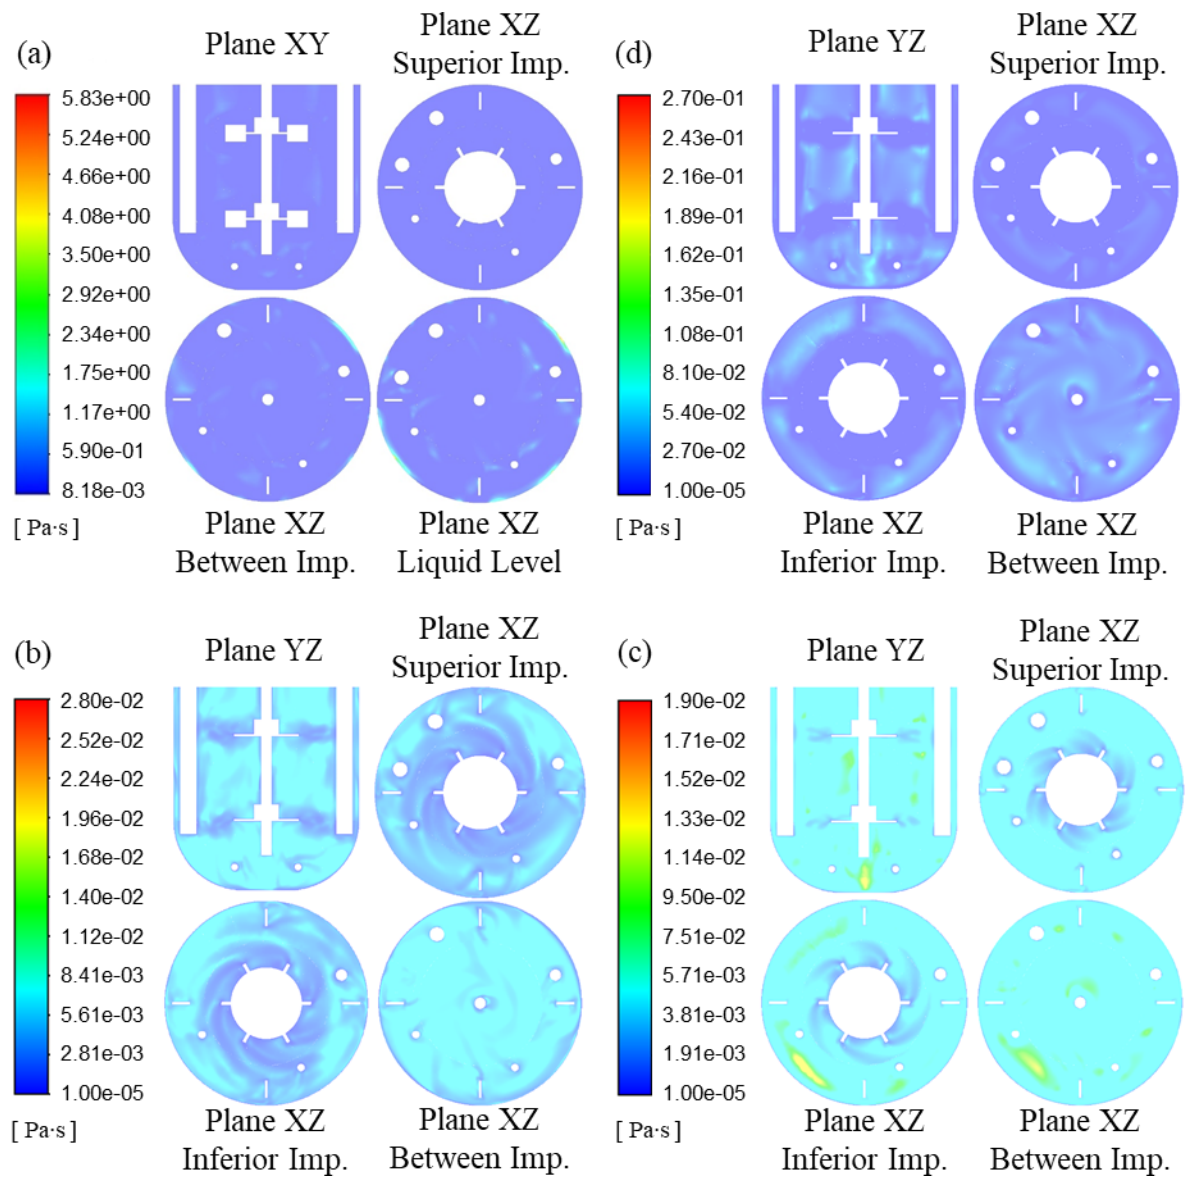 (a)
Plane XY
Plane XZ
Superior Imp.
5.83e+00
5.24e+00
4.66e+00
4.08e+00
3.50e+00
2.92e+00
2.34e+00
1.75e+00
1.17e+00
5.90e-01
8.18e-03
[ Pa·s ]
Plane XZ
Between Imp.
Plane XZ
Liquid Level
(d)
Plane YZ
Plane XZ
Superior Imp.
2.70e-01
2.43e-01
2.16e-01
1.89e-01
1.62e-01
1.35e-01
1.08e-01
8.10e-02
5.40e-02
2.70e-02
1.00e-05
[ Pa·s ]
Plane XZ
Inferior Imp.
Plane XZ
Between Imp.
(b)
Plane YZ
Plane XZ
Superior Imp.
2.80e-02
2.52e-02
2.24e-02
1.96e-02
1.68e-02
1.40e-02
1.12e-02
8.41e-03
5.61e-03
2.81e-03
1.00e-05
[ Pa·s ]
Plane XZ
Inferior Imp.
Plane XZ
Between Imp.
(c)
Plane YZ
Plane XZ
Superior Imp.
1.90e-02
1.71e-02
1.52e-02
1.33e-02
1.14e-02
9.50e-02
7.51e-02
5.71e-03
3.81e-03
1.91e-03
1.00e-05
[ Pa·s ]
Plane XZ
Inferior Imp.
Plane XZ
Between Imp.